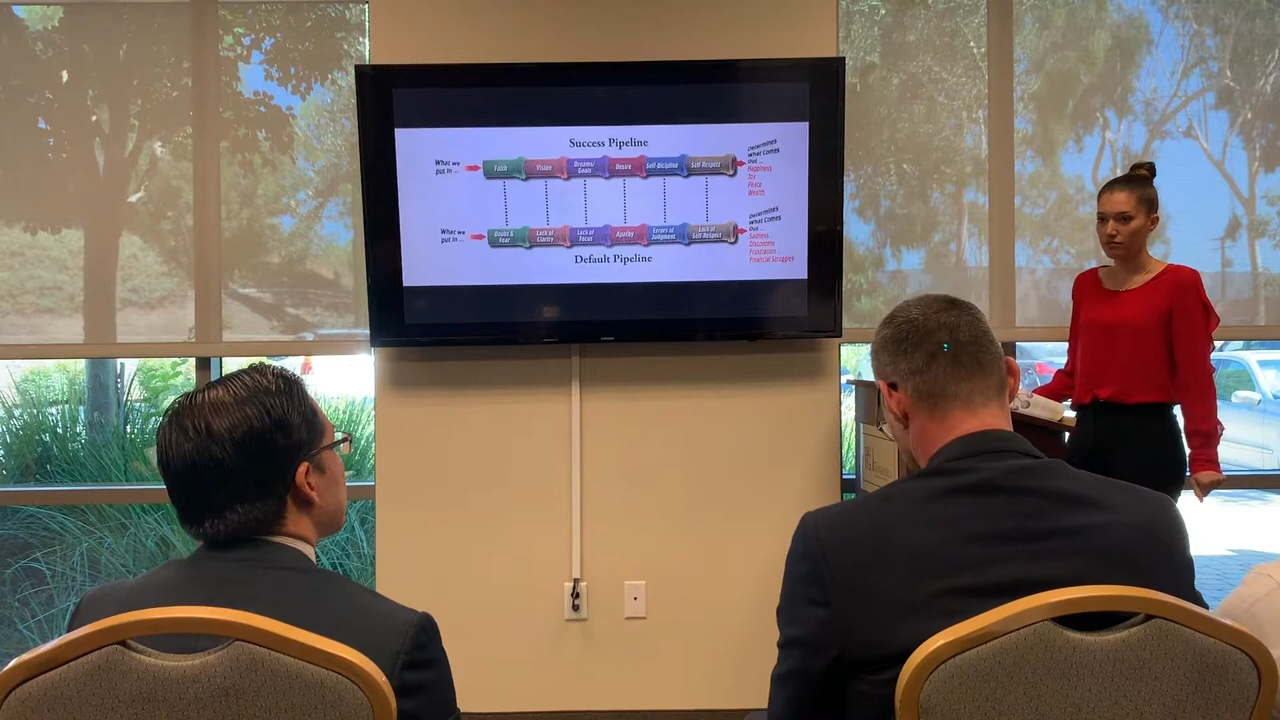 Success Pipeline
What we
put in ...
Faith
Vision
Dreams/
Goals
Desire
Self-Dicipline
Self Respect
Determines
What Comes
Out ...
Happiness
Joy
Peace
Wealth
What we
put in ...
Doubt &
Fear
Lack of
Clarity
Lack of
Focus
Apathy
Errors of
Judgment
Lack of
Self-Respect
Determines
What Comes
Out ...
Sadness
Discontent
Frustration
Financial Struggles
Default Pipeline